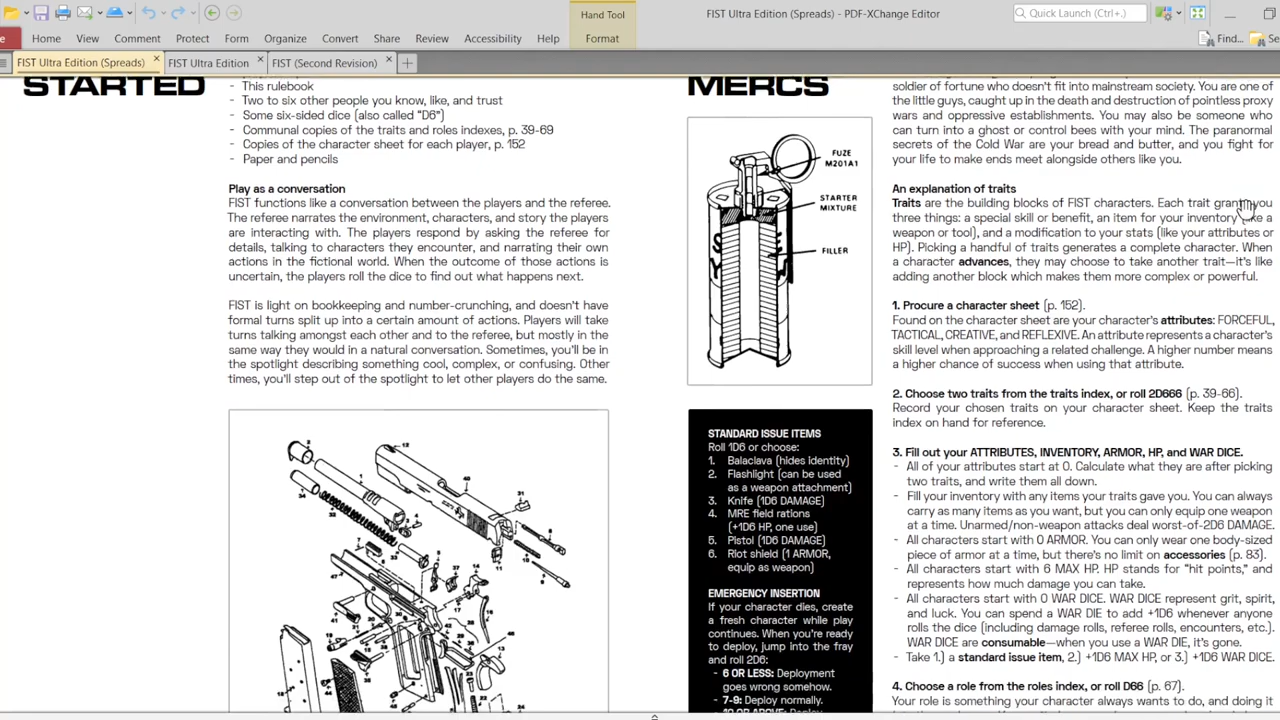 Hand Tool
FIST Ultra Edition (Spreads) - PDF-XChange Editor
Quick Launch (Ctrl+.)
Home View Comment Protect Form Organize Convert Share Review Accessibility Help Format
Find...
FIST Ultra Edition (Spreads) FIST Ultra Edition FIST (Second Revision)
STARTED
- This rulebook
- Two to six other people you know, like, and trust
- Some six-sided dice (also called “D6”)
- Communal copies of the traits and roles indexes, p. 39-69
- Copies of the character sheet for each player, p. 152
- Paper and pencils
Play as a conversation
FIST functions like a conversation between the players and the referee.
The referee narrates the environment, characters, and story the players
are interacting with. The players respond by asking the referee for
details, talking to characters they encounter, and narrating their own
actions in the fictional world. When the outcome of those actions is
uncertain, the players roll the dice to find out what happens next.
FIST is light on bookkeeping and number-crunching, and doesn’t have
formal turns split up into a certain amount of actions. Players will take
turns talking amongst each other and to the referee, but mostly in the
same way they would in a natural conversation. Sometimes, you’ll be in
the spotlight describing something cool, complex, or confusing. Other
times, you’ll step out of the spotlight to let other players do the same.
MERCS
FUZE
M201A1
STARTER
MIXTURE
FILLER
STANDARD ISSUE ITEMS
Roll 1D6 or choose:
1. Balaclava (hides identity)
2. Flashlight (can be used
as a weapon attachment)
3. Knife (1D6 DAMAGE)
4. MRE field rations
(+1D6 HP, one use)
5. Pistol (1D6 DAMAGE)
6. Riot shield (1 ARMOR,
equip as weapon)
EMERGENCY INSERTION
If your character dies, create
a fresh character while play
continues. When you’re ready
to deploy, jump into the fray
and roll 2D6:
- 6 OR LESS: Deployment
goes wrong somehow.
- 7-9: Deploy normally.
soldier of fortune who doesn’t fit into mainstream society. You are one of
the little guys, caught up in the death and destruction of pointless proxy
wars and oppressive establishments. You may also be someone who
can turn into a ghost or control bees with your mind. The paranormal
secrets of the Cold War are your bread and butter, and you fight for
your life to make ends meet alongside others like you.
An explanation of traits
Traits are the building blocks of FIST characters. Each trait grants you
three things: a special skill or benefit, an item for your inventory (like a
weapon or tool), and a modification to your stats (like your attributes or
HP). Picking a handful of traits generates a complete character. When
a character advances, they may choose to take another trait—it’s like
adding another block which makes them more complex or powerful.
1. Procure a character sheet (p. 152).
Found on the character sheet are your character’s attributes: FORCEFUL,
TACTICAL, CREATIVE, and REFLEXIVE. An attribute represents a character’s
skill level when approaching a related challenge. A higher number means
a higher chance of success when using that attribute.
2. Choose two traits from the traits index, or roll 2D666 (p. 39-66).
Record your chosen traits on your character sheet. Keep the traits
index on hand for reference.
3. Fill out your ATTRIBUTES, INVENTORY, ARMOR, HP, and WAR DICE.
- All of your attributes start at 0. Calculate what they are after picking
two traits, and write them all down.
- Fill your inventory with any items your traits gave you. You can always
carry as many items as you want, but you can only equip one weapon
at a time. Unarmed/non-weapon attacks deal worst-of-2D6 DAMAGE.
- All characters start with 0 ARMOR. You can only wear one body-sized
piece of armor at a time, but there’s no limit on accessories (p. 83).
- All characters start with 6 MAX HP. HP stands for “hit points,” and
represents how much damage you can take.
- All characters start with 0 WAR DICE. WAR DICE represent grit, spirit,
and luck. You can spend a WAR DIE to add +1D6 whenever anyone
rolls the dice (including damage rolls, referee rolls, encounters, etc.).
WAR DICE are consumable—when you use a WAR DIE, it’s gone.
- Take 1.) a standard issue item, 2.) +1D6 MAX HP, or 3.) +1D6 WAR DICE.
4. Choose a role from the roles index, or roll D66 (p. 67).
Your role is something your character always wants to do, and doing it